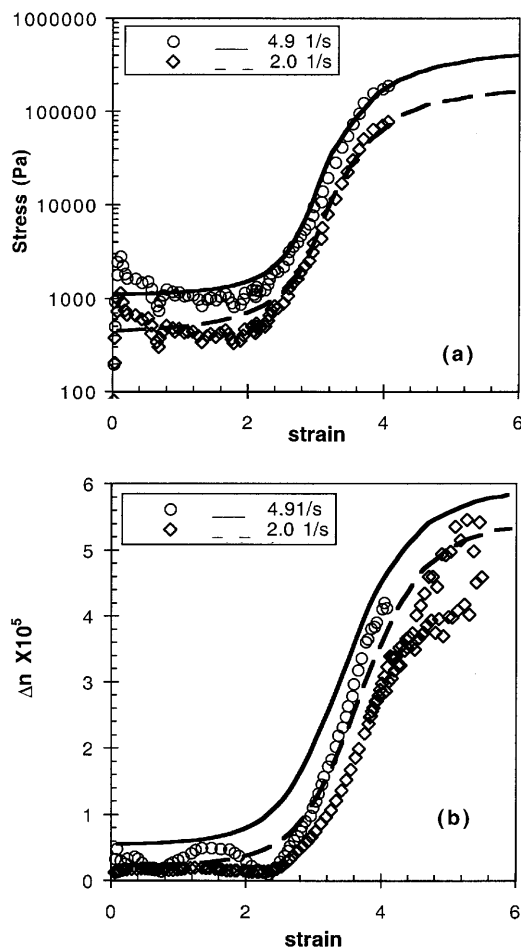 4.9 1/s
2.0 1/s
1000000
100000
10000
1000
100
Stress (Pa)
(a)
0 2 4 6
strain
4.91/s
2.0 1/s
6
5
4
3
2
1
0
Δn X10⁵
(b)
0 2 4 6
strain